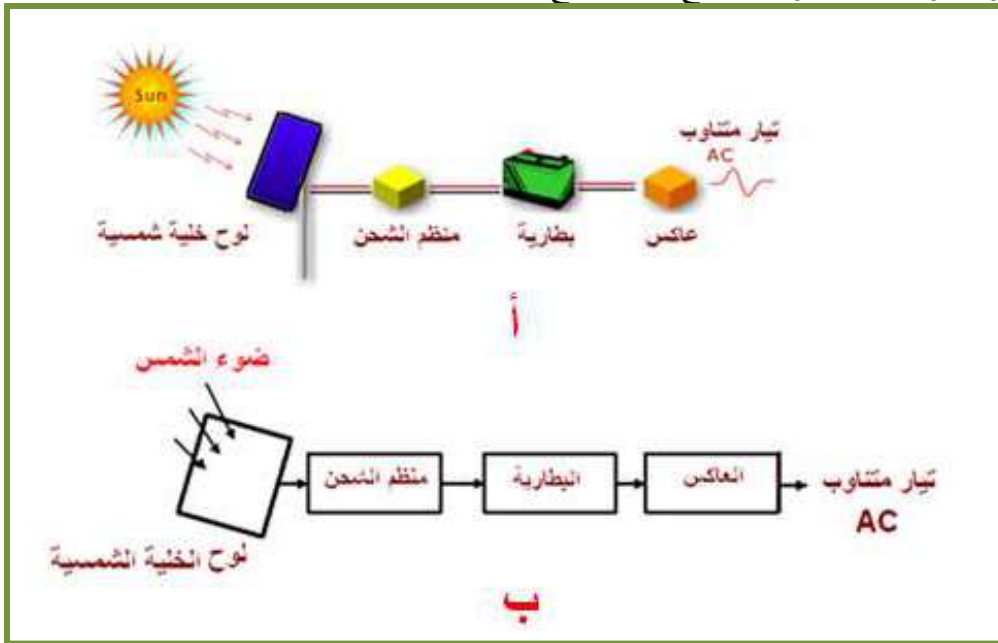 Sun
تيار متناوب
AC
لوح خلية شمسية
منظم الشحن
بطارية
عاكس
أ
ضوء الشمس
منظم الشحن
البطارية
العاكس
تيار متناوب
AC
لوح الخلية الشمسية
ب